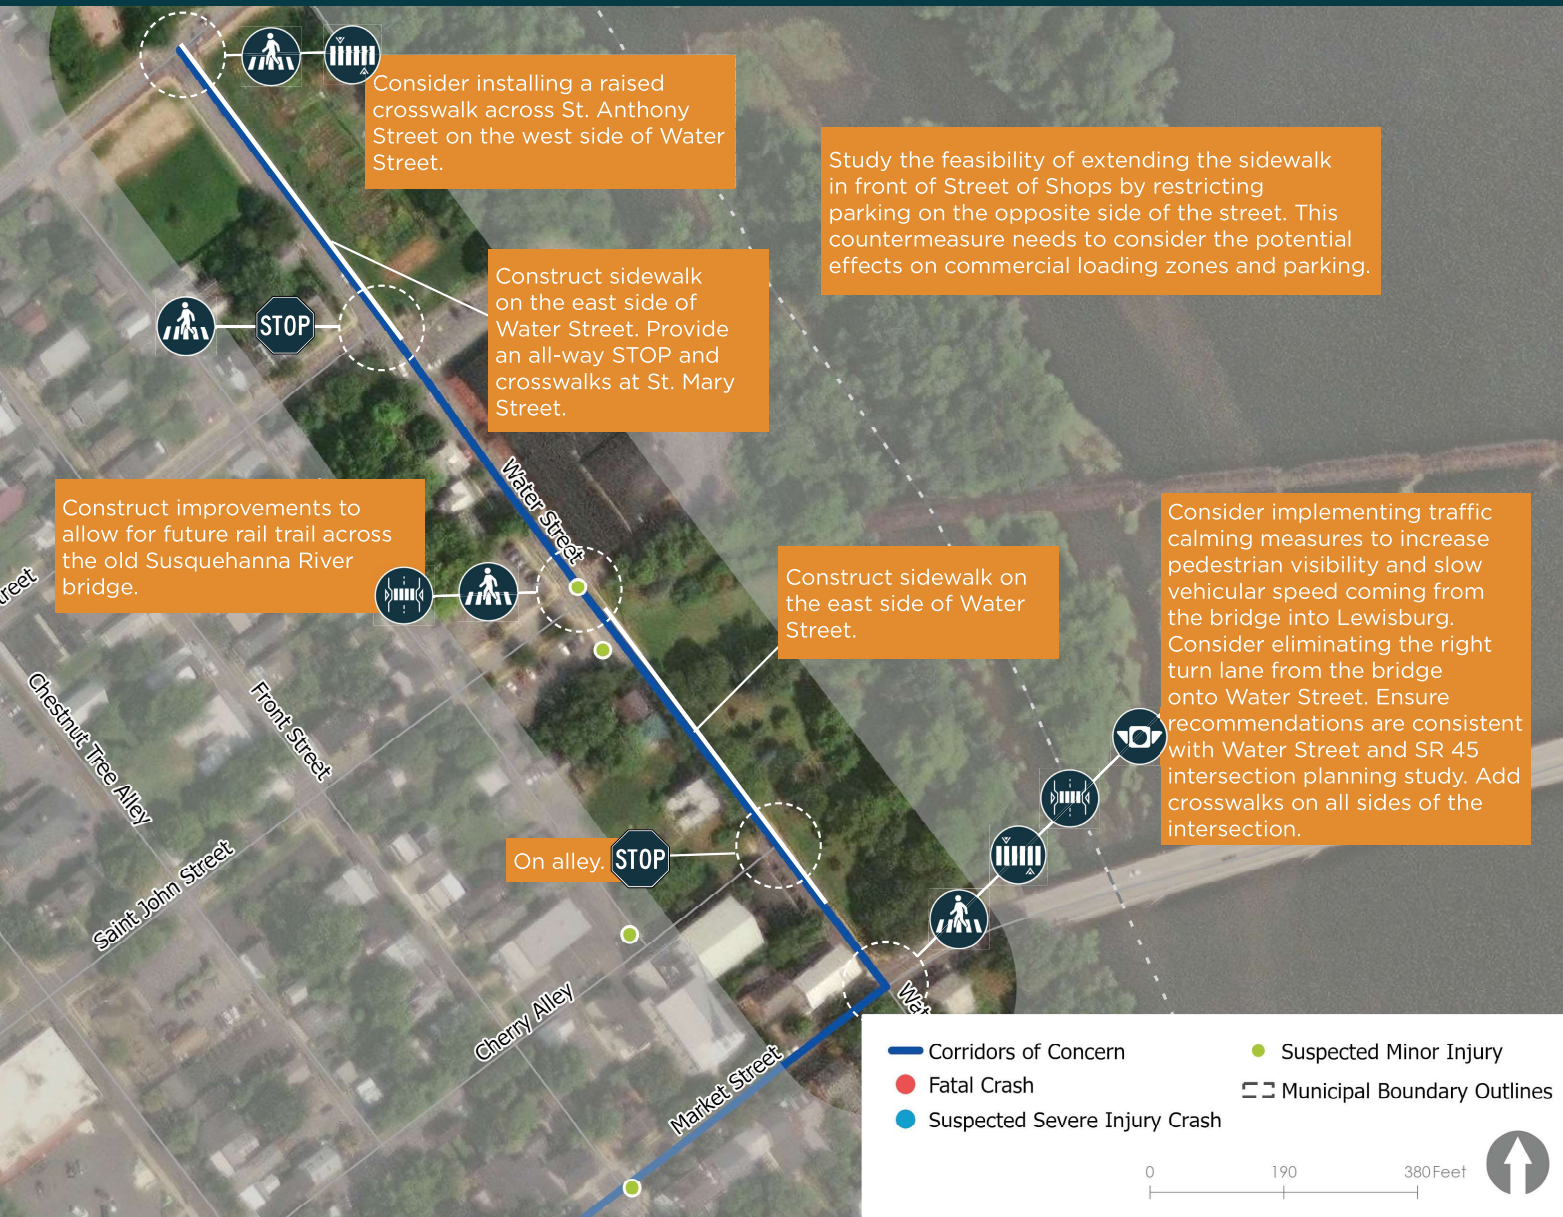 Consider installing a raised
crosswalk across St. Anthony
Street on the west side of Water
Street.
Study the feasibility of extending the sidewalk
in front of Street of Shops by restricting
parking on the opposite side of the street. This
countermeasure needs to consider the potential
effects on commercial loading zones and parking.
Construct sidewalk
on the east side of
Water Street. Provide
an all-way STOP and
crosswalks at St. Mary
Street.
STOP
Water Street
Construct improvements to
allow for future rail trail across
the old Susquehanna River
bridge.
Construct sidewalk on
the east side of Water
Street.
Consider implementing traffic
calming measures to increase
pedestrian visibility and slow
vehicular speed coming from
the bridge into Lewisburg.
Consider eliminating the right
turn lane from the bridge
onto Water Street. Ensure
recommendations are consistent
with Water Street and SR 45
intersection planning study. Add
crosswalks on all sides of the
intersection.
reet
Chestnut Tree Alley
Front Street
Saint John Street
On alley.
STOP
Cherry Alley
Market Street
Wat
Corridors of Concern
Fatal Crash
Suspected Severe Injury Crash
Suspected Minor Injury
Municipal Boundary Outlines
0 190 380 Feet